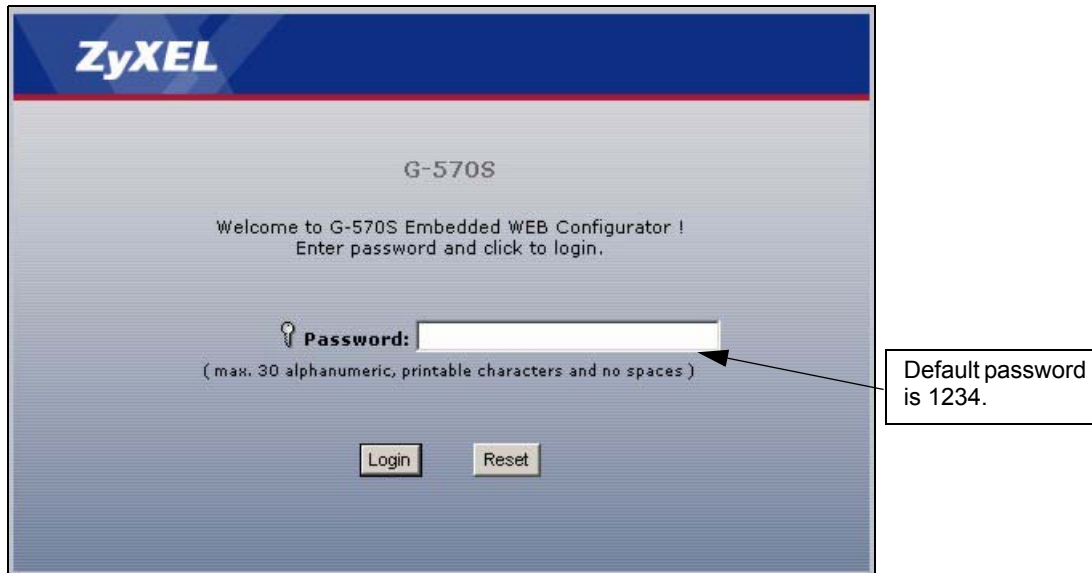 ZyXEL
G-570S
Welcome to G-570S Embedded WEB Configurator !
Enter password and click to login.
Password:
( max. 30 alphanumeric, printable characters and no spaces )
Default password
is 1234.
Login
Reset